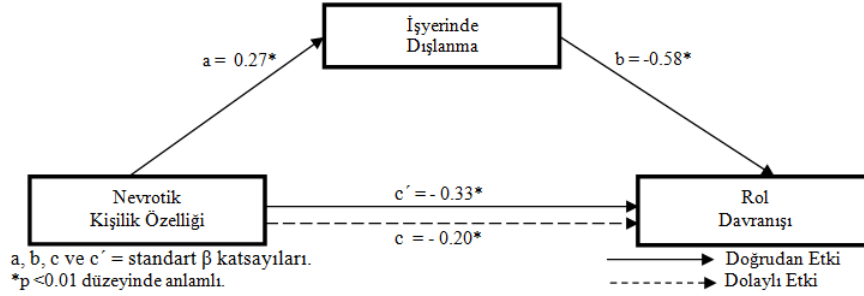 İşyerinde
Dışlanma
a = 0.27*
b = -0.58*
Nevrotik
Kişilik Özelliği
c´ = - 0.33*
c = - 0.20*
Rol
Davranışı
a, b, c ve c´ = standart β katsayıları.
*p <0.01 düzeyinde anlamlı.
Doğrudan Etki
Dolaylı Etki